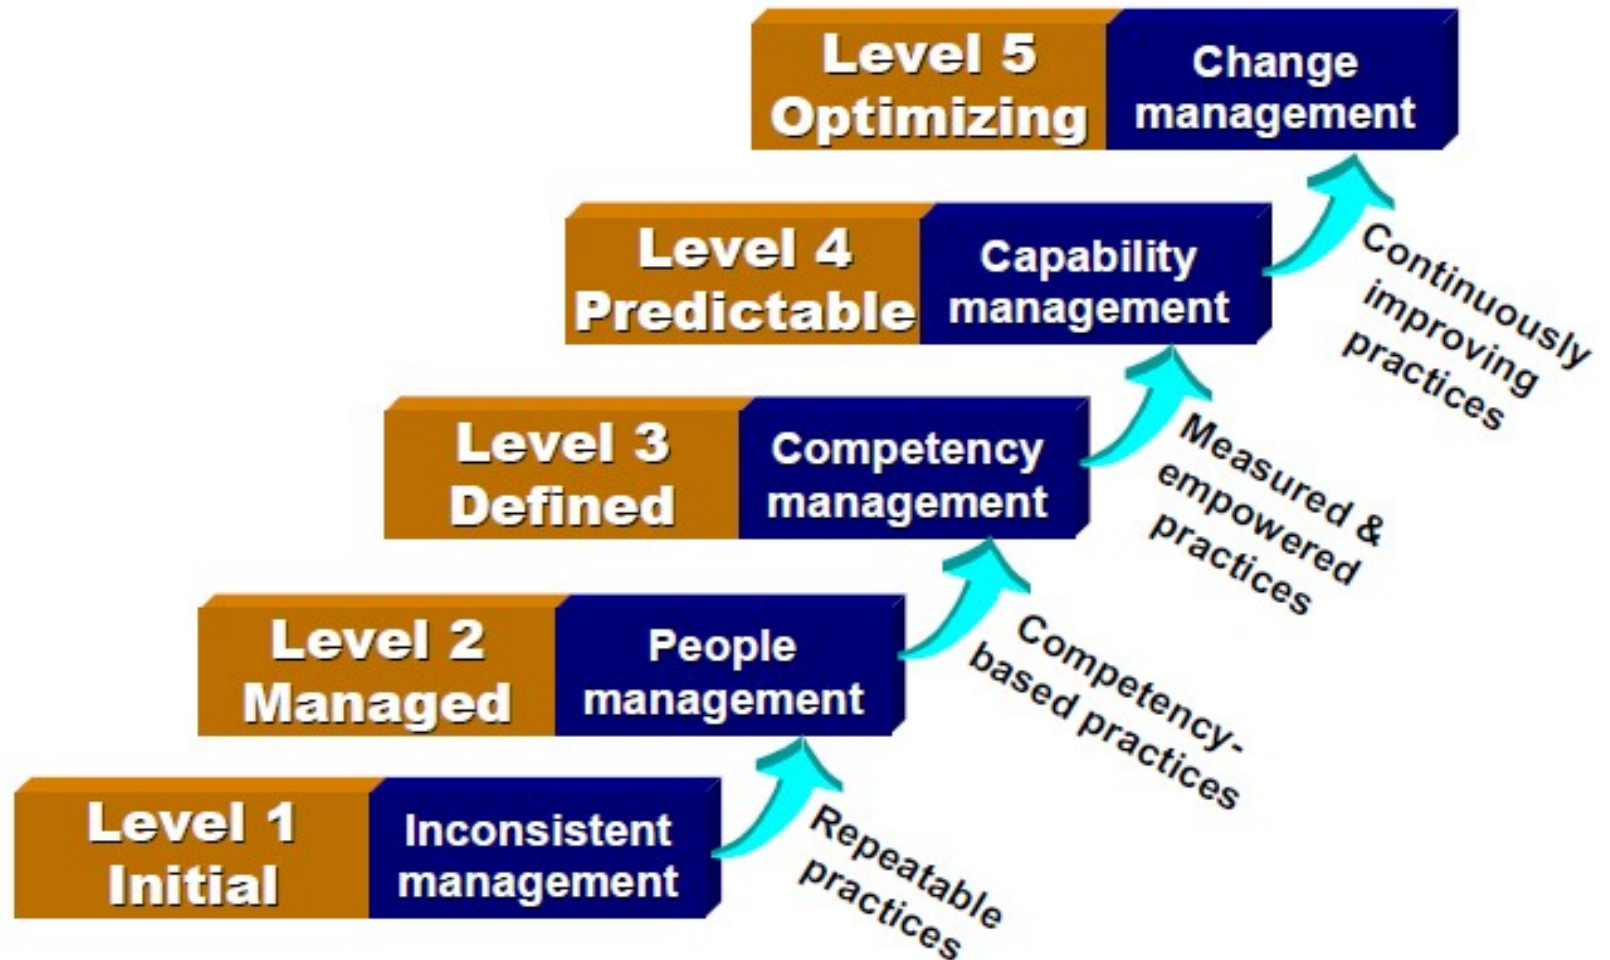 Level 5
Optimizing
Change
management
Continuously
improving
practices
Level 4
Predictable
Capability
management
Measured &
empowered
practices
Level 3
Defined
Competency
management
Competency-
based practices
Level 2
Managed
People
management
Repeatable
practices
Level 1
Initial
Inconsistent
management